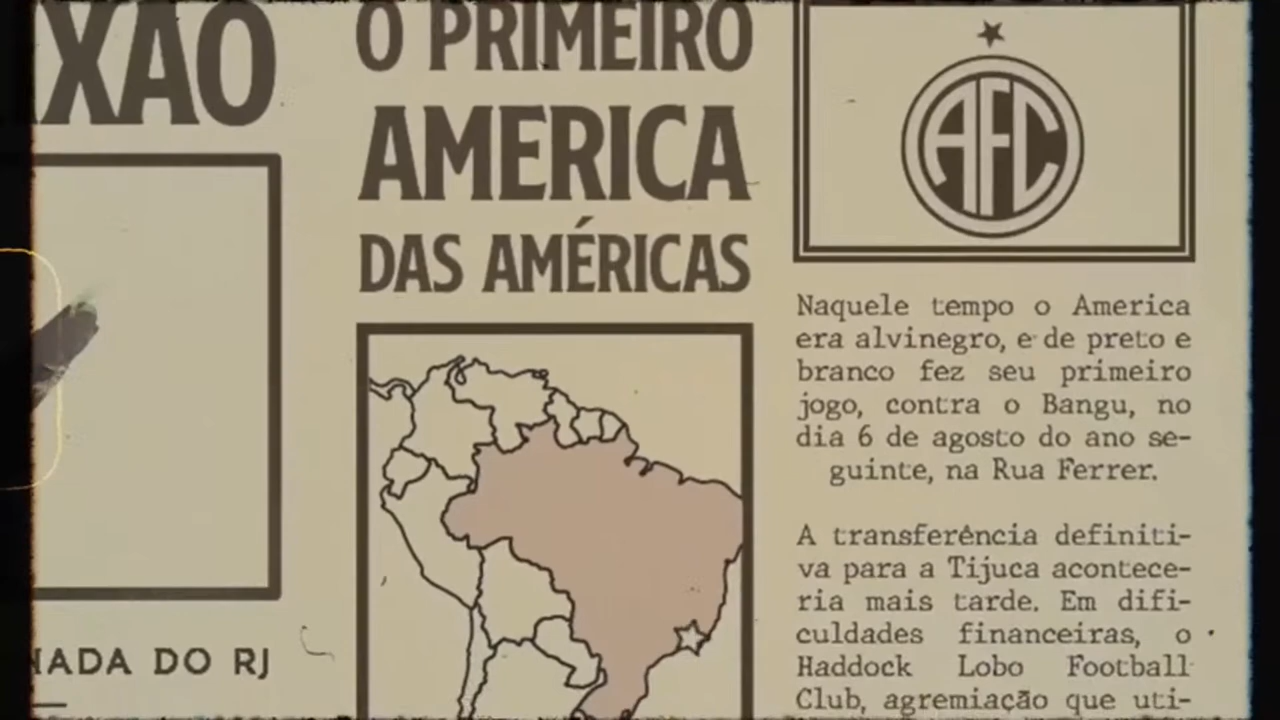 XÃO
NADA DO RJ
O PRIMEIRO
AMERICA
DAS AMÉRICAS
AFC
Naquele tempo o America
era alvinegro, e de preto e
branco fez seu primeiro
jogo, contra o Bangu, no
dia 6 de agosto do ano se-
guinte, na Rua Ferrer.
A transferência definiti-
va para a Tijuca acontece-
ria mais tarde. Em difi-
culdades financeiras, o
Haddock Lobo Football
Club, agremiação que uti-